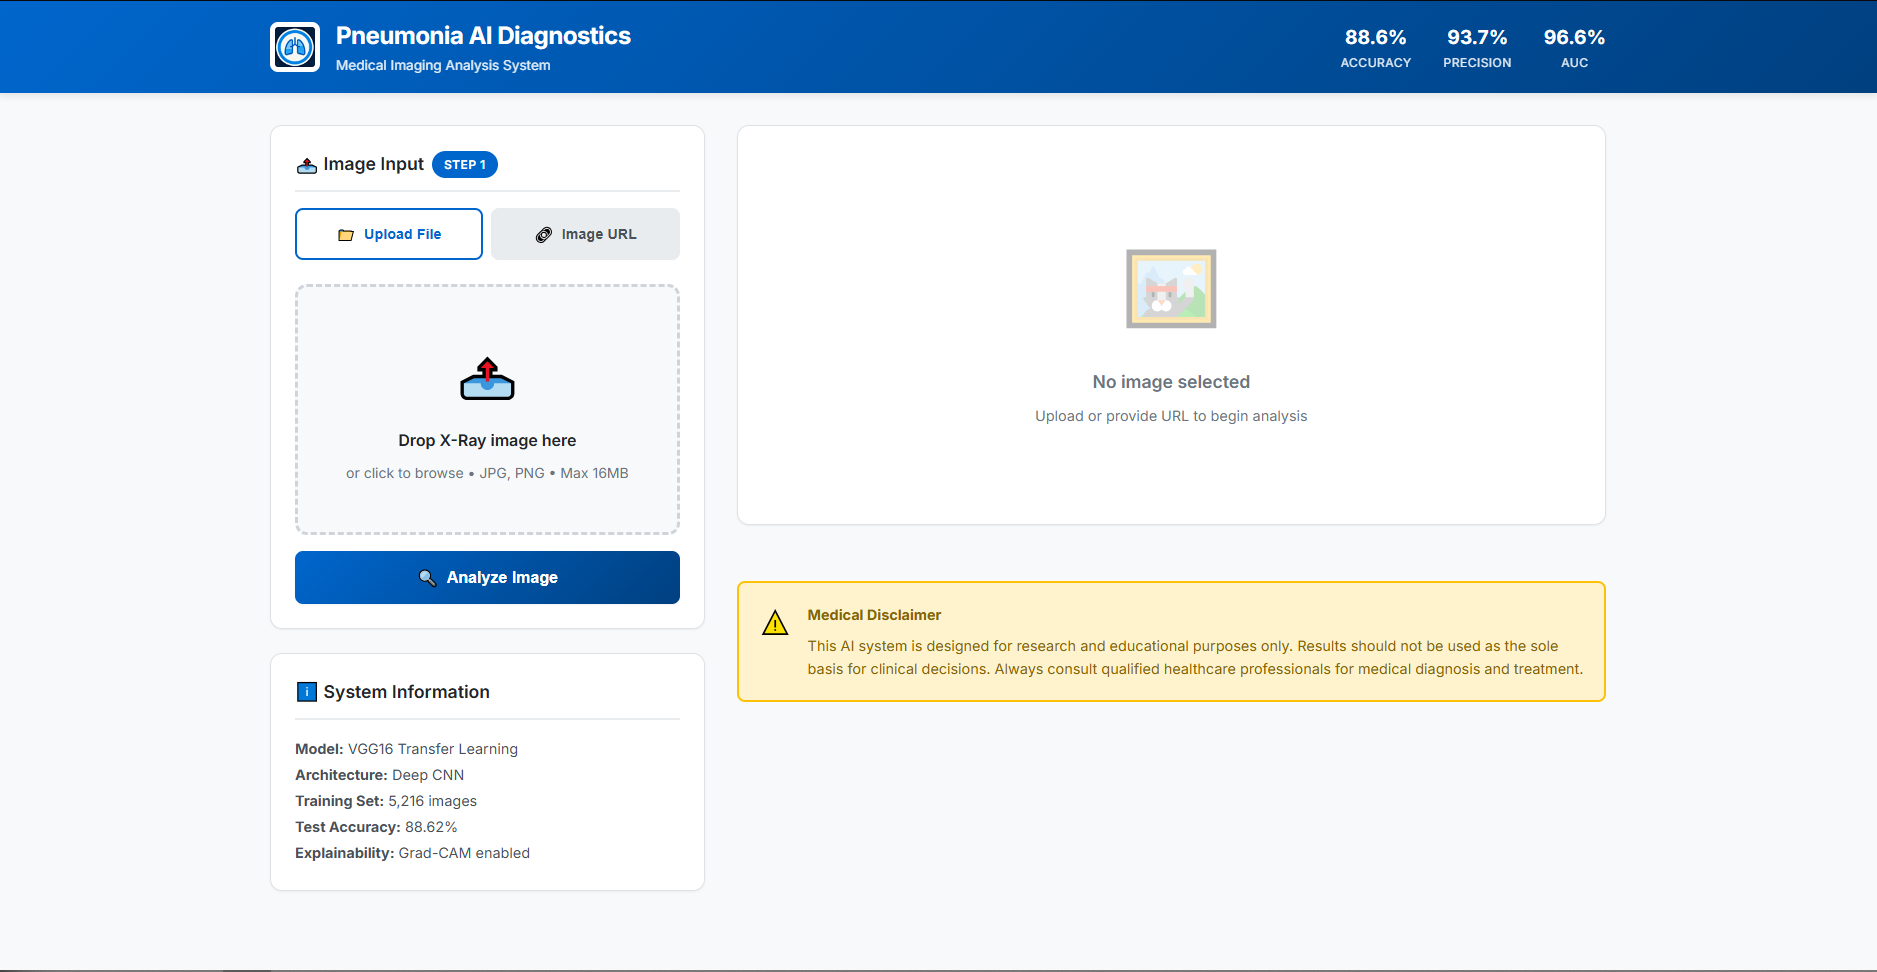 Pneumonia AI Diagnostics
Medical Imaging Analysis System
88.6%
ACCURACY
93.7%
PRECISION
96.6%
AUC
Image Input
STEP 1
Upload File
Image URL
Drop X-Ray image here
or click to browse • JPG, PNG • Max 16MB
Analyze Image
System Information
Model: VGG16 Transfer Learning
Architecture: Deep CNN
Training Set: 5,216 images
Test Accuracy: 88.62%
Explainability: Grad-CAM enabled
No image selected
Upload or provide URL to begin analysis
Medical Disclaimer
This AI system is designed for research and educational purposes only. Results should not be used as the sole
basis for clinical decisions. Always consult qualified healthcare professionals for medical diagnosis and treatment.